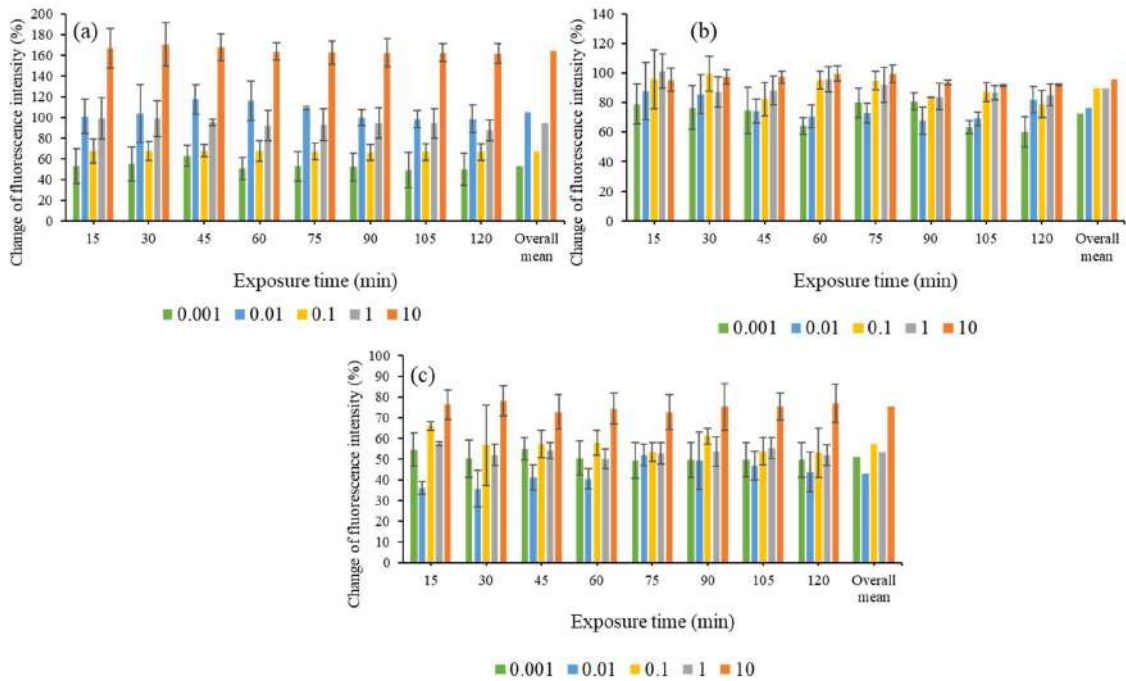 (a)
Change of fluorescence intensity (%)
200
180
160
140
120
100
80
60
40
20
0
15 30 45 60 75 90 105 120 Overall mean
Exposure time (min)
0.001 0.01 0.1 1 10
(b)
Change of fluorescence intensity (%)
140
120
100
80
60
40
20
0
15 30 45 60 75 90 105 120 Overall mean
Exposure time (min)
0.001 0.01 0.1 1 10
(c)
Change of fluorescence intensity (%)
100
90
80
70
60
50
40
30
20
10
0
15 30 45 60 75 90 105 120 Overall mean
Exposure time (min)
0.001 0.01 0.1 1 10